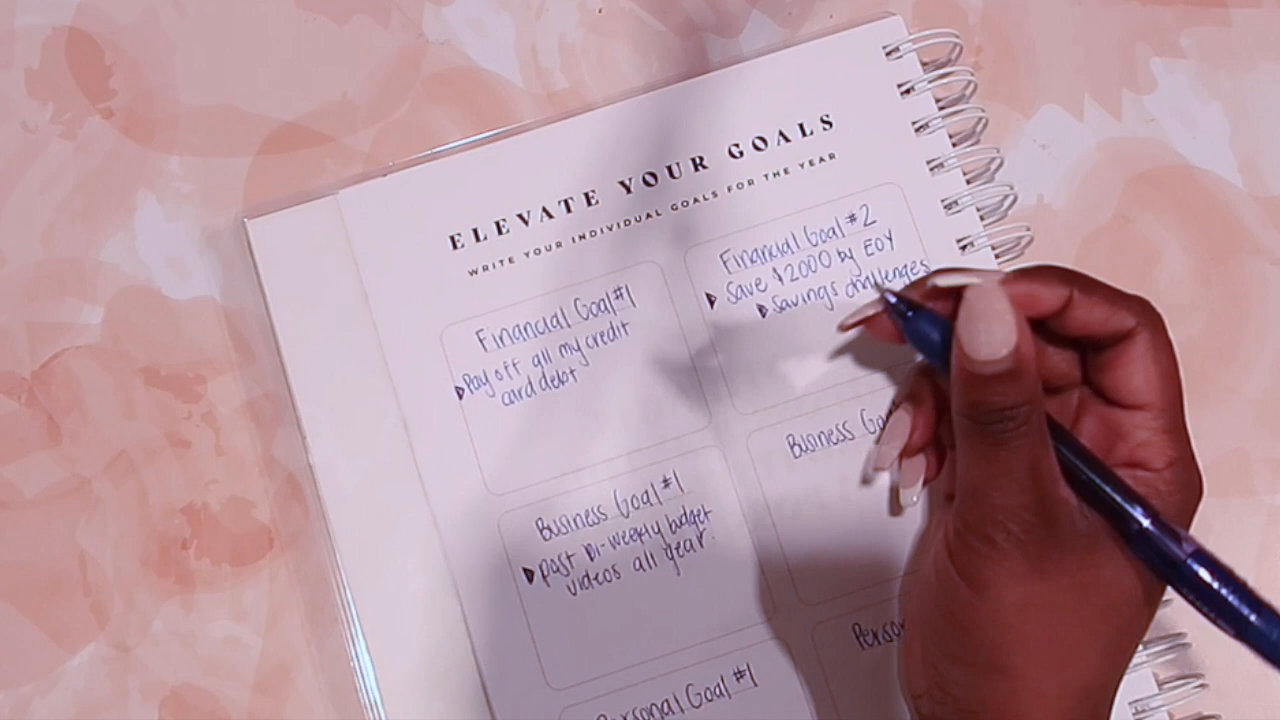 ELEVATE YOUR GOALS
WRITE YOUR INDIVIDUAL GOALS FOR THE YEAR
Financial Goal #1
Pay off all my credit
card debt
Financial Goal #2
Save $2000 by EOY
Savings challenges
Business Goal #1
Post Bi-weekly budget
videos all year.
Business
Personal Goal #1